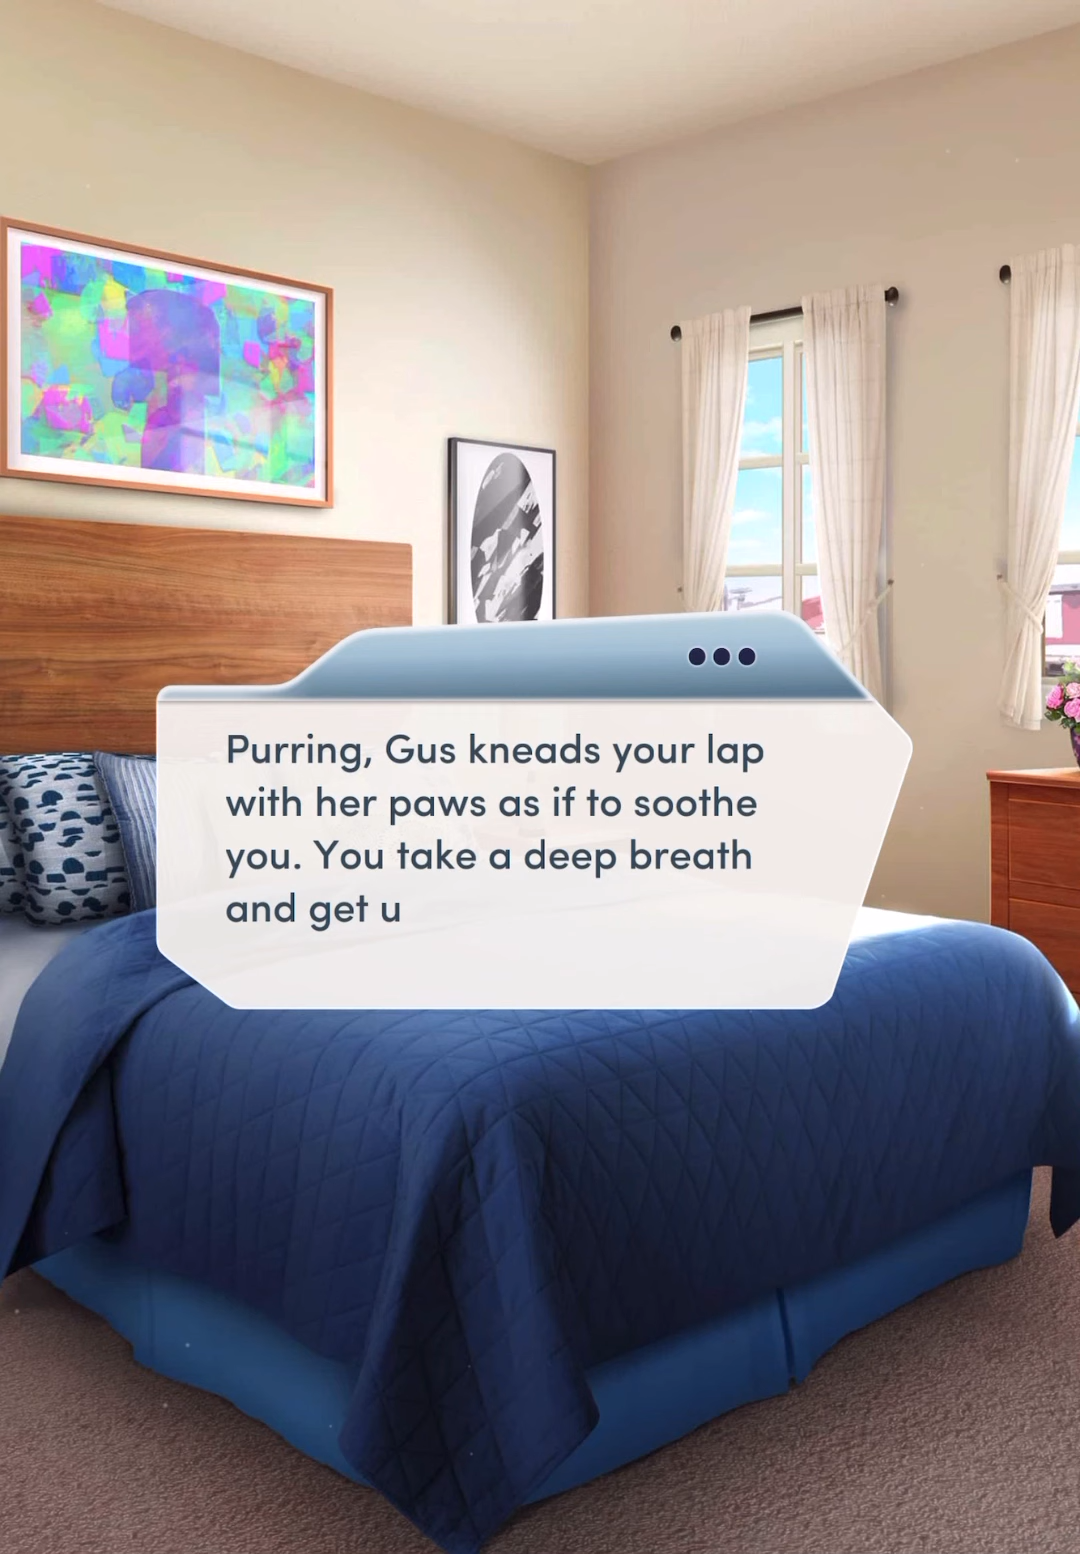 Purring, Gus kneads your lap
with her paws as if to soothe
you. You take a deep breath
and get u